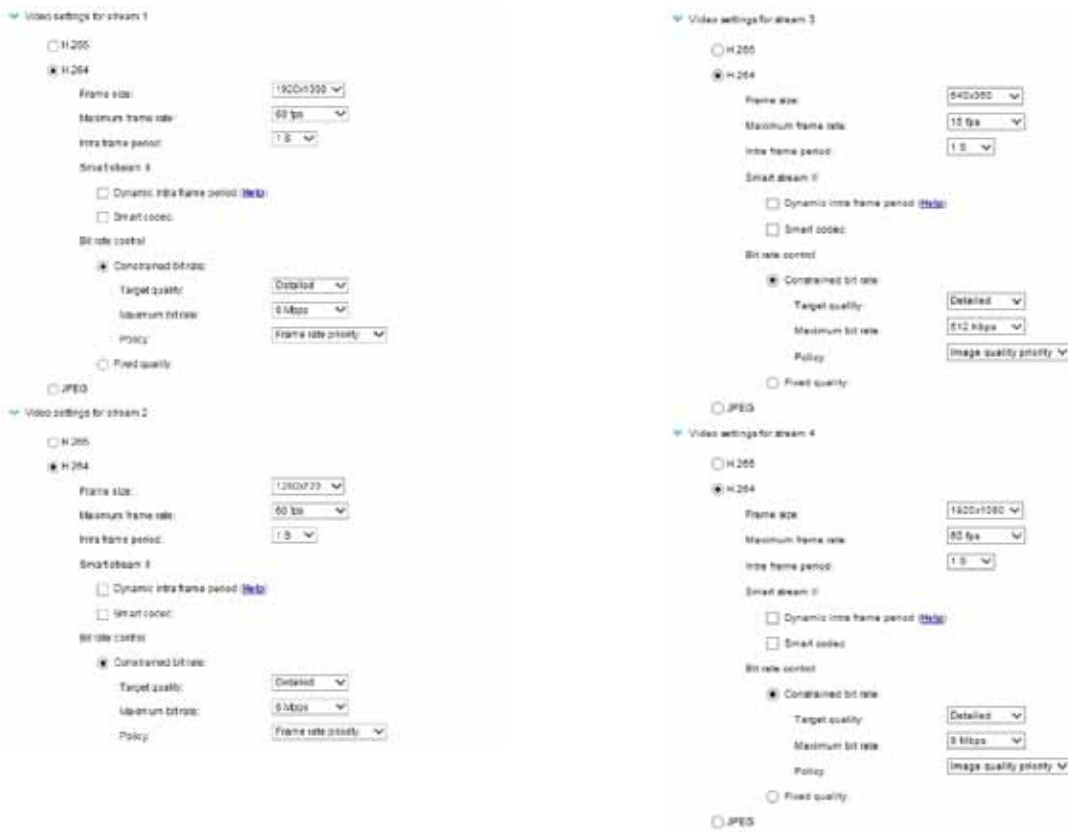 Video settings for stream 1
H.265
H.264
Frame size:
1920x1080
Maximum frame rate:
60 fps
Intra frame period:
1 S
Smart stream II
Dynamic intra frame period (Help)
Smart codec:
Bit rate control
Constrained bit rate:
Target quality:
Detailed
Maximum bit rate:
Mbps
Policy:
Frame rate priority
Fixed quality:
JPEG
Video settings for stream 2
H.265
H.264
Frame size:
1280x720
Maximum frame rate:
60 fps
Intra frame period:
1 S
Smart stream II
Dynamic intra frame period (Help)
Smart codec:
Bit rate control
Constrained bit rate:
Target quality:
Detailed
Maximum bit rate:
6 Mbps
Policy:
Frame rate priority
Video settings for stream 3
H.265
H.264
Frame size:
640x360
Maximum frame rate:
15 fps
Intra frame period:
1 S
Smart stream II
Dynamic intra frame period (Help)
Smart codec:
Bit rate control
Constrained bit rate:
Target quality:
Detailed
Maximum bit rate:
512 Kbps
Policy:
Image quality priority
Fixed quality:
JPEG
Video settings for stream 4
H.265
H.264
Frame size:
1920x1080
Maximum frame rate:
60 fps
Intra frame period:
1 S
Smart stream II
Dynamic intra frame period (Help)
Smart codec:
Bit rate control
Constrained bit rate:
Target quality:
Detailed
Maximum bit rate:
Mbps
Policy:
Image quality priority
Fixed quality:
JPEG